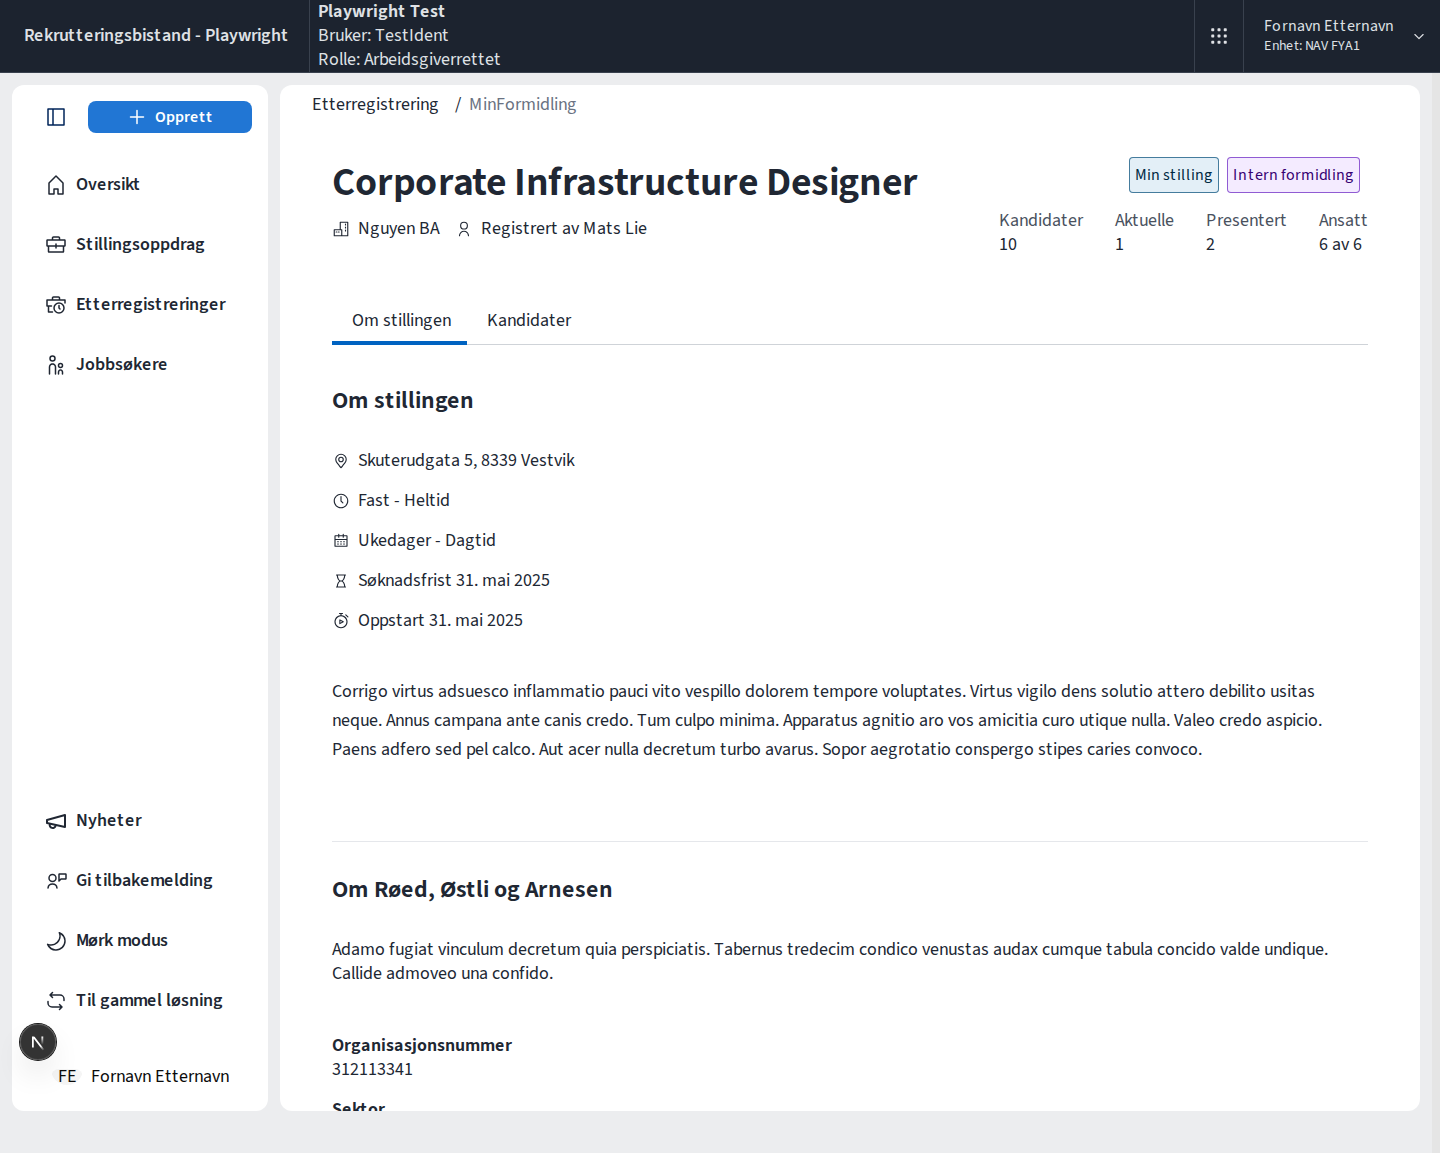 Rekrutteringsbistand - Playwright
Playwright Test
Bruker: TestIdent
Rolle: Arbeidsgiverrettet
Fornavn Etternavn
Enhet: NAV FYA1
Opprett
Oversikt
Stillingsoppdrag
Etterregistreringer
Jobbsøkere
Nyheter
Gi tilbakemelding
Mørk modus
Til gammel løsning
N
FE Fornavn Etternavn
Etterregistrering / MinFormidling
Corporate Infrastructure Designer
Nguyen BA Registrert av Mats Lie
Min stilling Intern formidling
Kandidater Aktuelle Presentert Ansatt
10 1 2 6 av 6
Om stillingen Kandidater
Om stillingen
Skuterudgata 5, 8339 Vestvik
Fast - Heltid
Ukedager - Dagtid
Søknadsfrist 31. mai 2025
Oppstart 31. mai 2025
Corrigo virtus adsuesco inflammatio pauci vito vespillo dolorem tempore voluptates. Virtus vigilo dens solutio attero debilito usitas
neque. Annus campana ante canis credo. Tum culpo minima. Apparatus agnitio aro vos amicitia curo utique nulla. Valeo credo aspicio.
Paens adfero sed pel calco. Aut acer nulla decretum turbo avarus. Sopor aegrotatio conspergo stipes caries convoco.
Om Røed, Østli og Arnesen
Adamo fugiat vinculum decretum quia perspiciatis. Tabernus tredecim condico venustas audax cumque tabula concido valde undique.
Callide admoveo una confido.
Organisasjonsnummer
312113341
Sektor